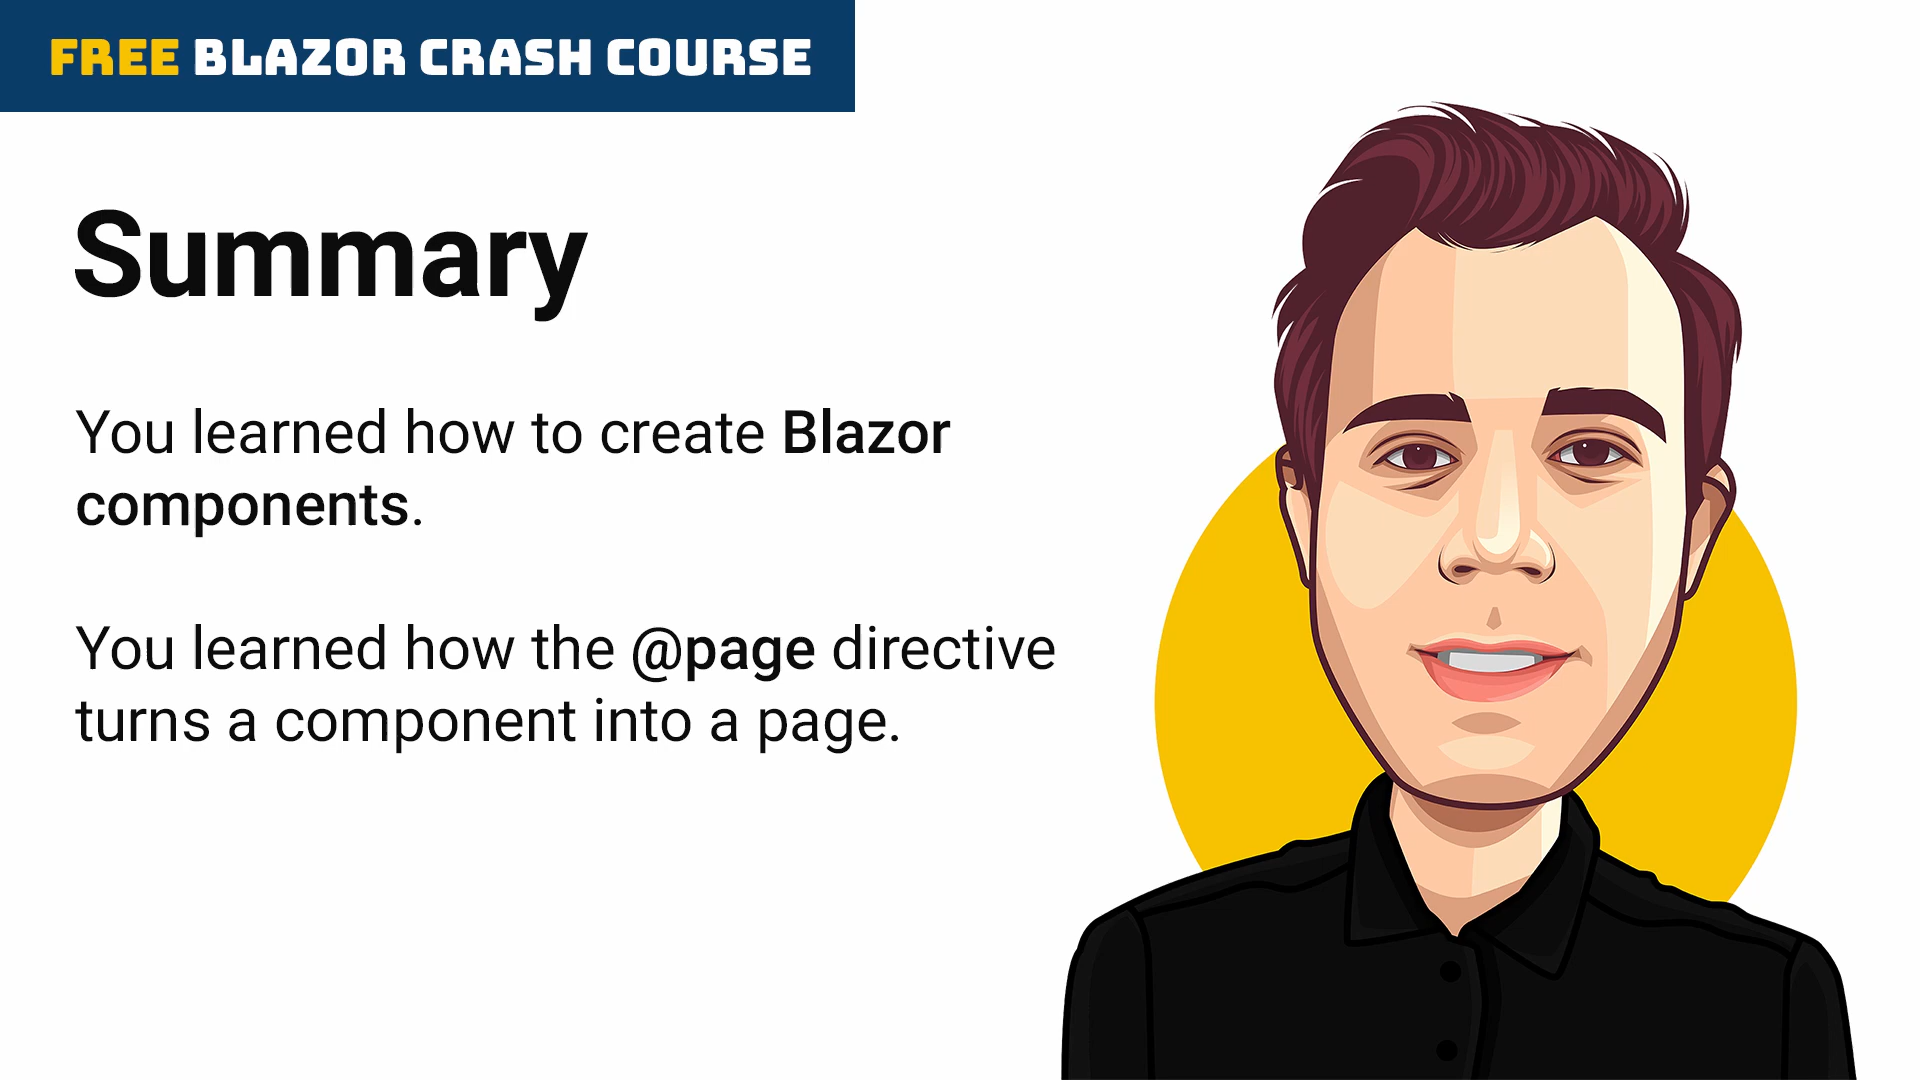 FREE BLAZOR CRASH COURSE
Summary
You learned how to create Blazor
components.
You learned how the @page directive
turns a component into a page.